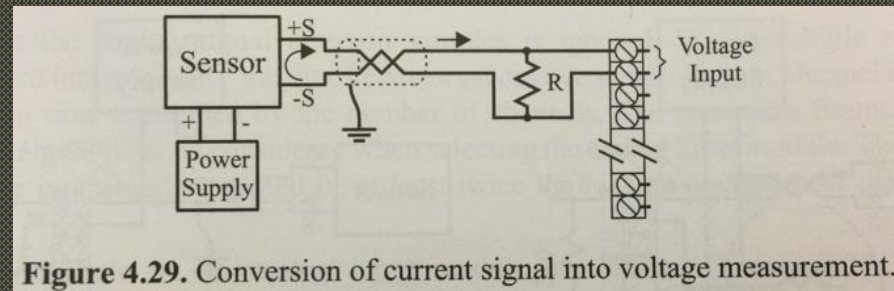 +S
Sensor
-S
+ -
Power
Supply
R
Voltage
Input
Figure 4.29. Conversion of current signal into voltage measurement.